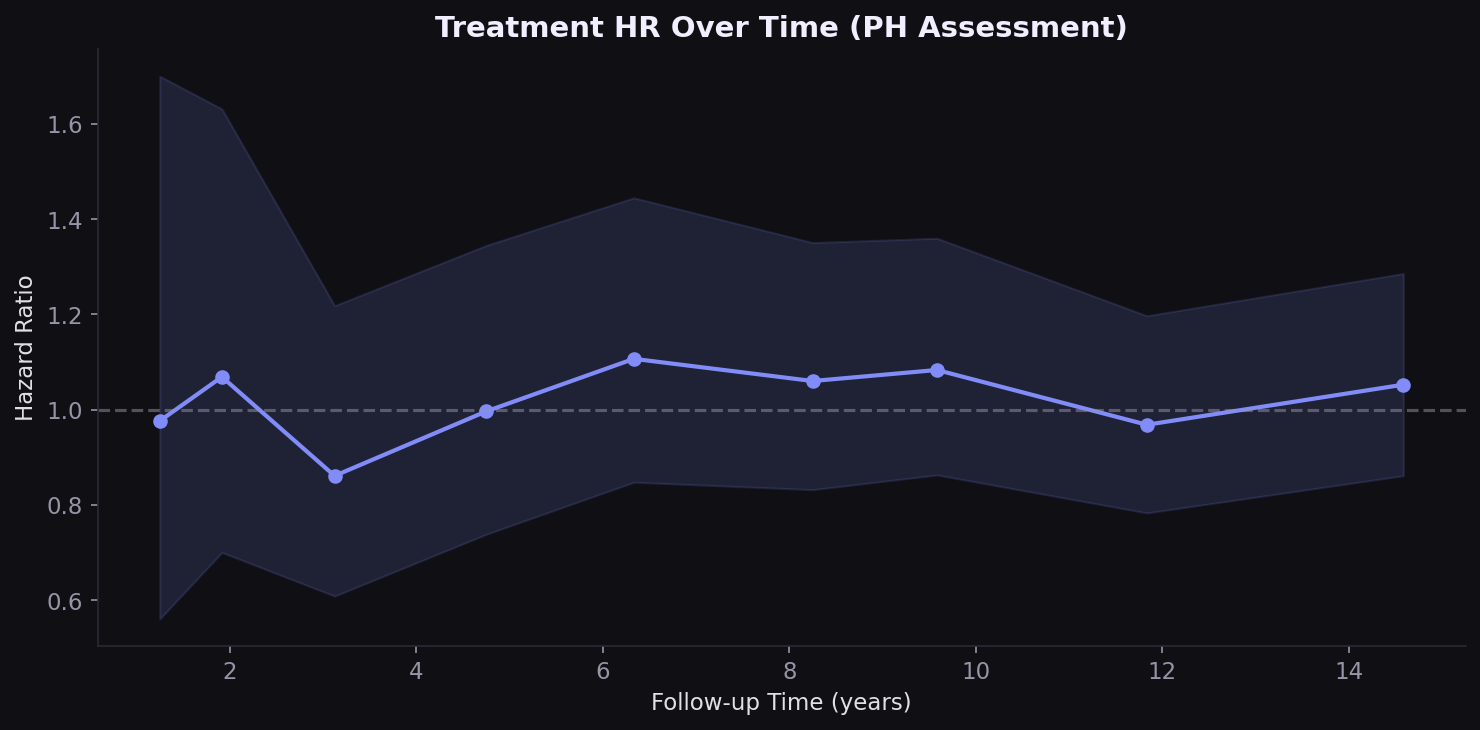 Treatment HR Over Time (PH Assessment)
Hazard Ratio
1.6
1.4
1.2
1.0
0.8
0.6
2 4 6 8 10 12 14
Follow-up Time (years)